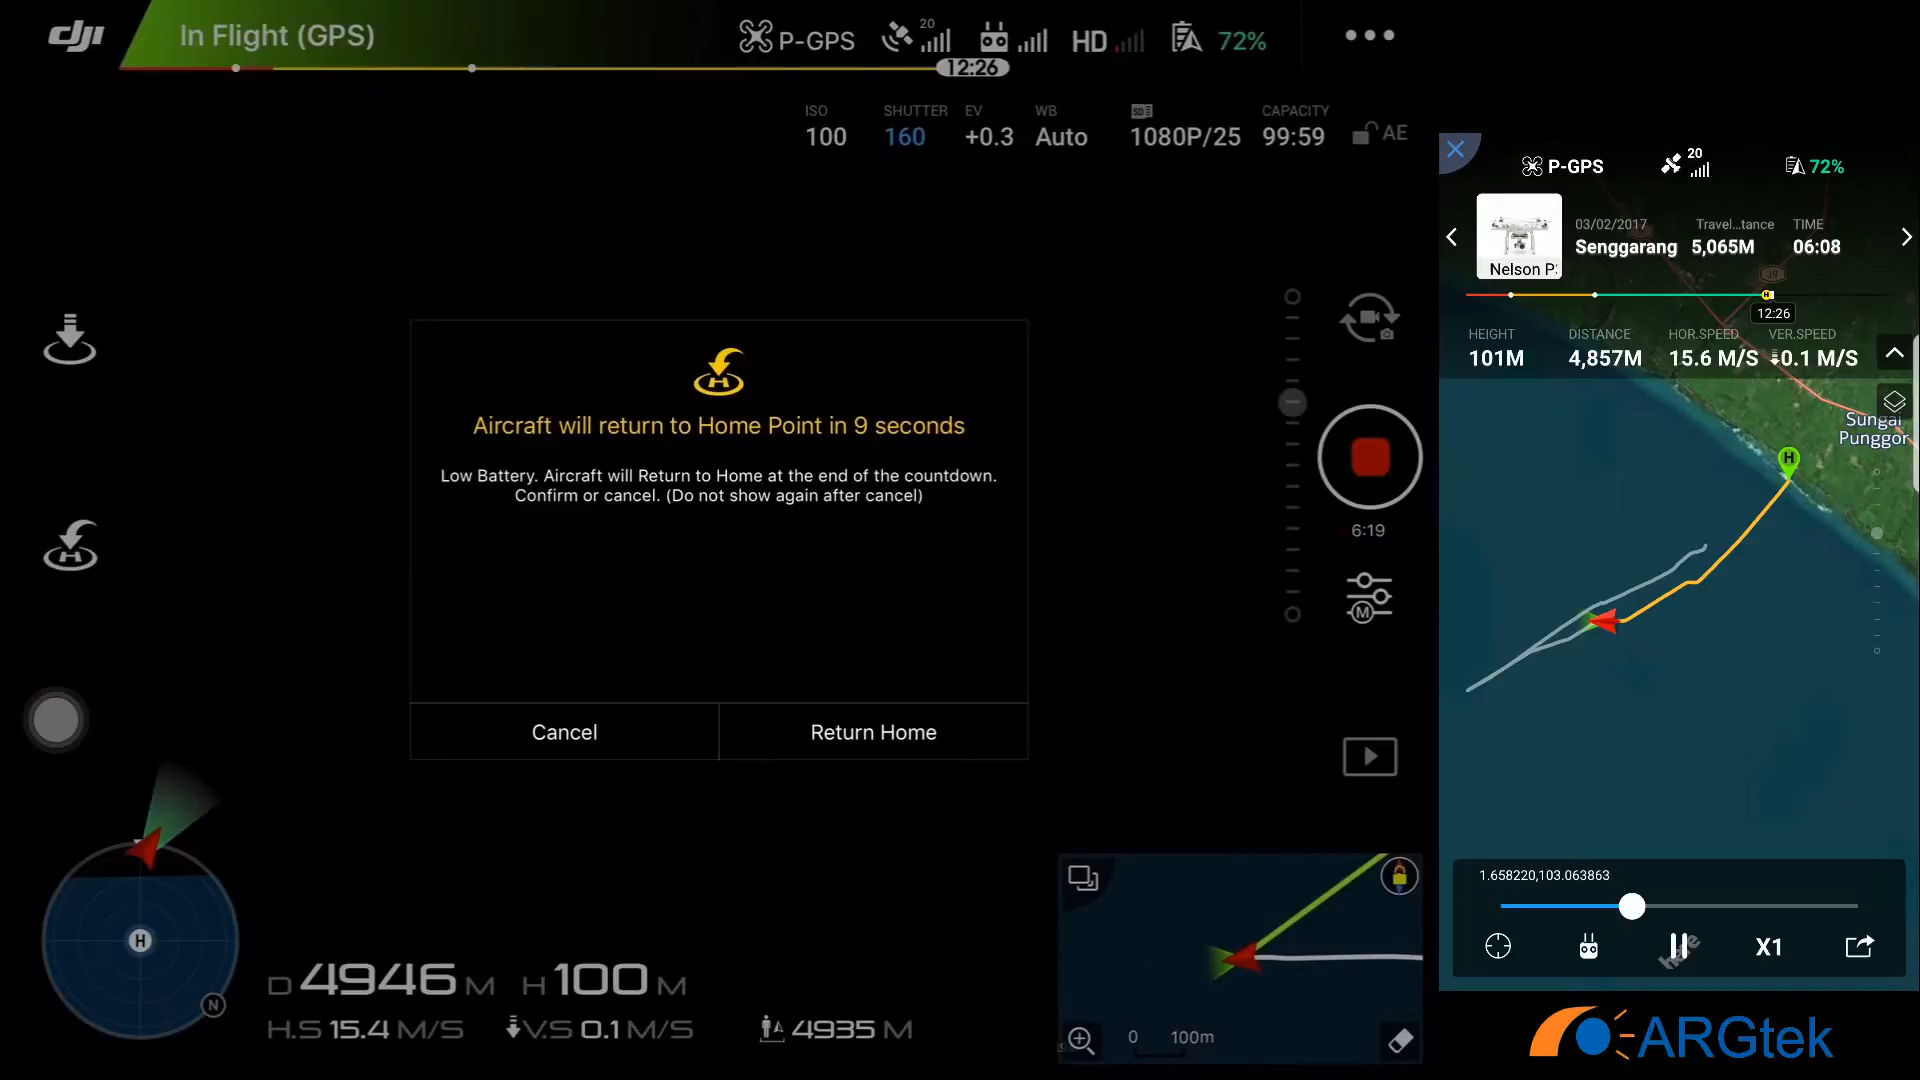 dji In Flight (GPS) P-GPS 20 HD 72% •••
12:26
ISO SHUTTER EV WB SD CAPACITY
100 160 +0.3 Auto 1080P/25 99:59 AE
Aircraft will return to Home Point in 9 seconds
Low Battery. Aircraft will Return to Home at the end of the countdown.
Confirm or cancel. (Do not show again after cancel)
Cancel Return Home
6:19
M
H
N
D 4946 M H 100 M
H.S 15.4 M/S V.S 0.1 M/S 4935 M
0 100m
P-GPS 20 72%
03/02/2017 Travel...tance TIME
Senggarang 5,065M 06:08
Nelson P:
J9
12:26
HEIGHT DISTANCE HOR.SPEED VER.SPEED
101M 4,857M 15.6 M/S 0.1 M/S
Sungai
Punggor
H
1.658220,103.063863
X1
ARGtek